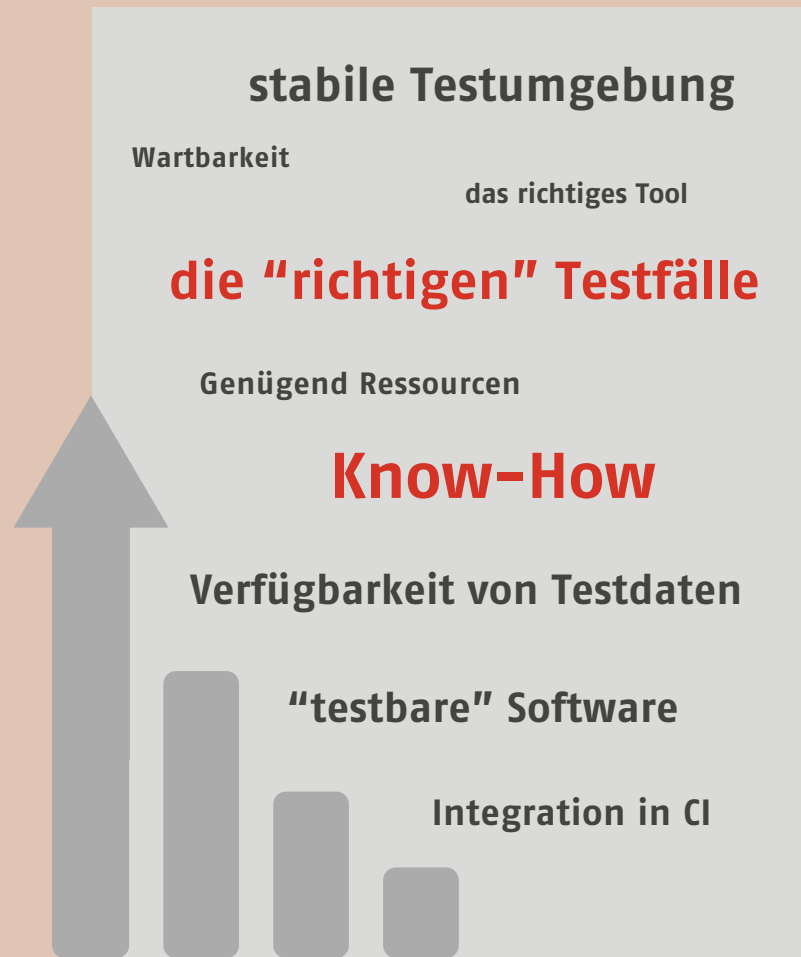 stabile Testumgebung
Wartbarkeit
das richtiges Tool
die “richtigen” Testfälle
Genügend Ressourcen
Know-How
Verfügbarkeit von Testdaten
“testbare” Software
Integration in CI